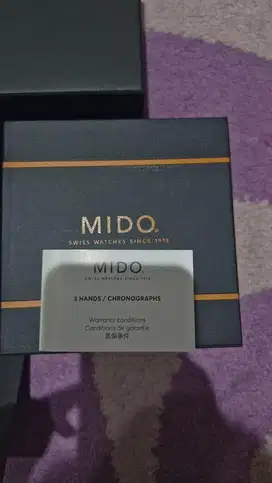 MIDO
SWISS WATCHES SINCE 1918
MIDO
SWISS WATCHES SINCE 1918
3 HANDS / CHRONOGRAPHS
Warranty conditions
Conditions de garantie
质保条件